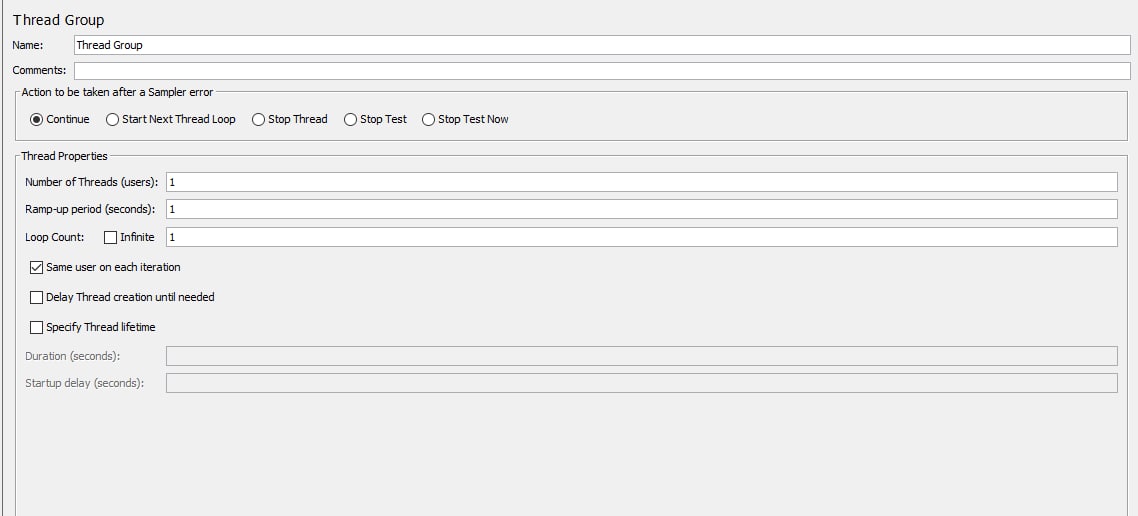 Thread Group
Name: Thread Group
Comments:
Action to be taken after a Sampler error
Continue Start Next Thread Loop Stop Thread Stop Test Stop Test Now
Thread Properties
Number of Threads (users): 1
Ramp-up period (seconds): 1
Loop Count: Infinite 1
Same user on each iteration
Delay Thread creation until needed
Specify Thread lifetime
Duration (seconds):
Startup delay (seconds):